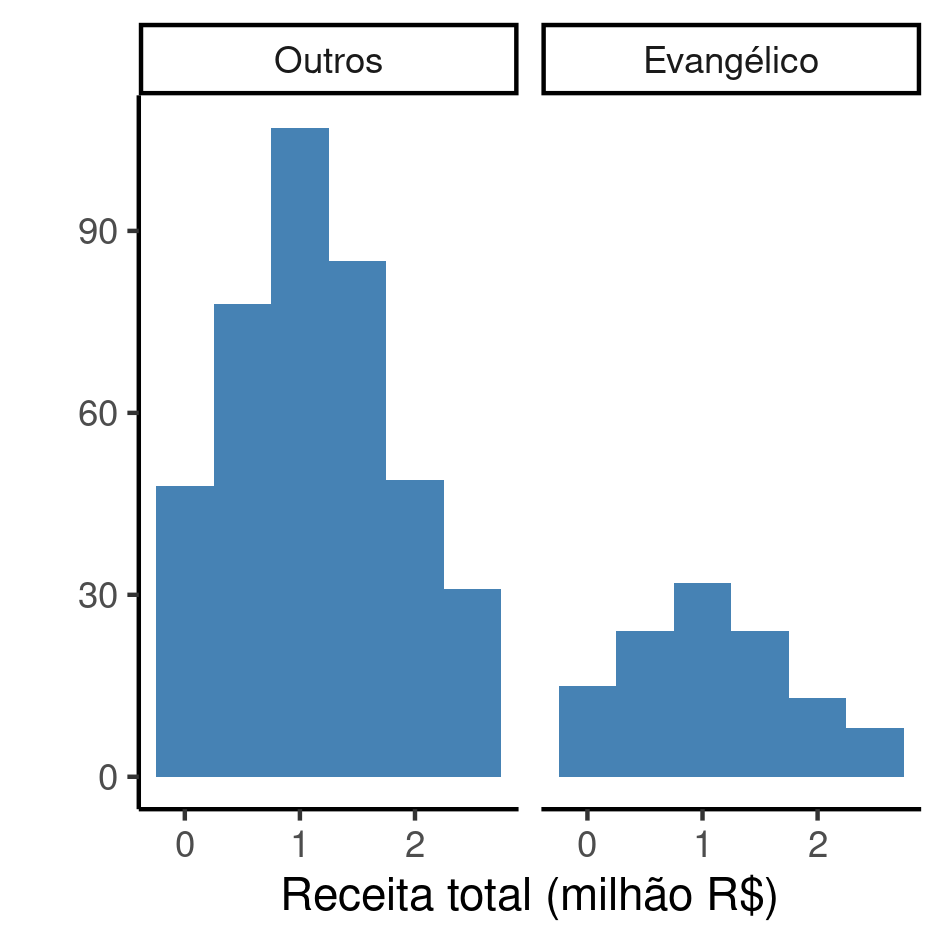 Outros Evangélico
90
60
30
0
0 1 2 0 1 2
Receita total (milhão R$)